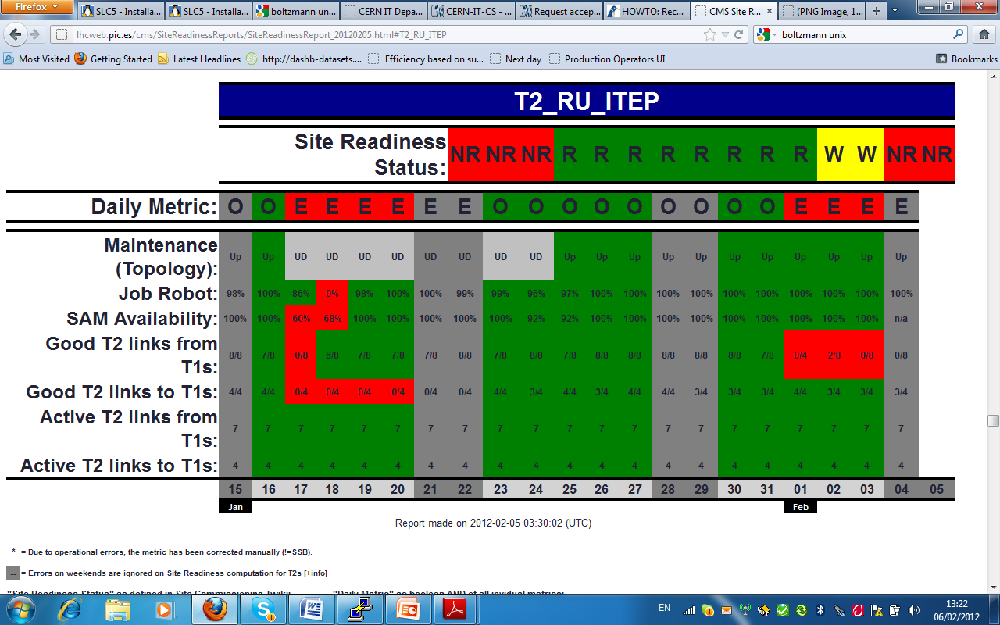 Firefox
SLC5 - Installa...
SLC5 - Installa...
boltzmann un...
CERN IT Depa...
CERN-IT-CS - ...
Request accep...
HOWTO: Rec...
CMS Site R...
(PNG Image, 1...
lhcweb.pic.es/cms/SiteReadinessReports/SiteReadinessReport_20120205.html#T2_RU_ITEP
boltzmann unix
Most Visited Getting Started Latest Headlines http://dashb-datasets.... Efficiency based on su... Next day Production Operators UI Bookmarks
T2_RU_ITEP
Site Readiness
Status: NR NR NR R R R R R R R R W W NR NR
Daily Metric: O O E E E E E E O O O O O O O O O E E E E
Maintenance
(Topology): Up Up UD UD UD UD UD UD UD UD Up Up Up Up Up Up Up Up Up Up Up
Job Robot: 98% 100% 86% 0% 98% 100% 100% 99% 99% 96% 97% 100% 100% 100% 100% 100% 100% 100% 100% 100% 100%
SAM Availability: 100% 100% 60% 68% 100% 100% 100% 100% 100% 92% 92% 100% 100% 100% 100% 100% 100% 100% 100% 100% n/a
Good T2 links from
T1s: 8/8 7/8 0/8 6/8 7/8 7/8 7/8 8/8 7/8 8/8 7/8 8/8 8/8 8/8 8/8 8/8 7/8 0/4 2/8 0/8 0/8
Good T2 links to T1s: 4/4 4/4 0/4 0/4 0/4 0/4 0/4 0/4 4/4 3/4 4/4 3/4 4/4 4/4 3/4 3/4 3/4 4/4 3/4 3/4 3/4
Active T2 links from
T1s: 7 7 7 7 7 7 7 7 7 7 7 7 7 7 7 7 7 7 7 7 7
Active T2 links to T1s: 4 4 4 4 4 4 4 4 4 4 4 4 4 4 4 4 4 4 4 4 4
15 16 17 18 19 20 21 22 23 24 25 26 27 28 29 30 31 01 02 03 04 05
Jan Feb
Report made on 2012-02-05 03:30:02 (UTC)
* = Due to operational errors, the metric has been corrected manually (!=SSB).
-- = Errors on weekends are ignored on Site Readiness computation for T2s [+info]
"Site Readiness Status" as defined in Site Commissioning Twiki: "Daily Metric" as boolean AND of all invidual metrics:
EN 13:22
06/02/2012